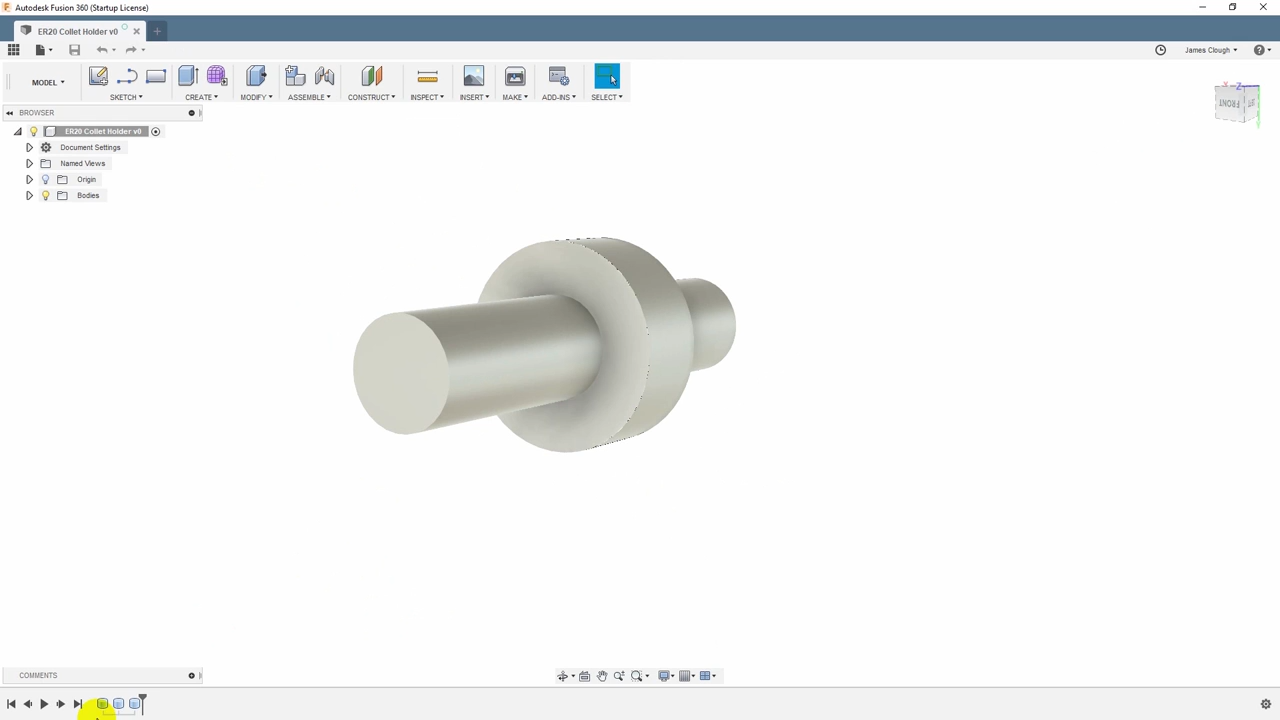 Autodesk Fusion 360 (Startup License)
ER20 Collet Holder v0
James Clough
MODEL
SKETCH
CREATE
MODIFY
ASSEMBLE
CONSTRUCT
INSPECT
INSERT
MAKE
ADD-INS
SELECT
BROWSER
FRONT
ER20 Collet Holder v0
Document Settings
Named Views
Origin
Bodies
COMMENTS